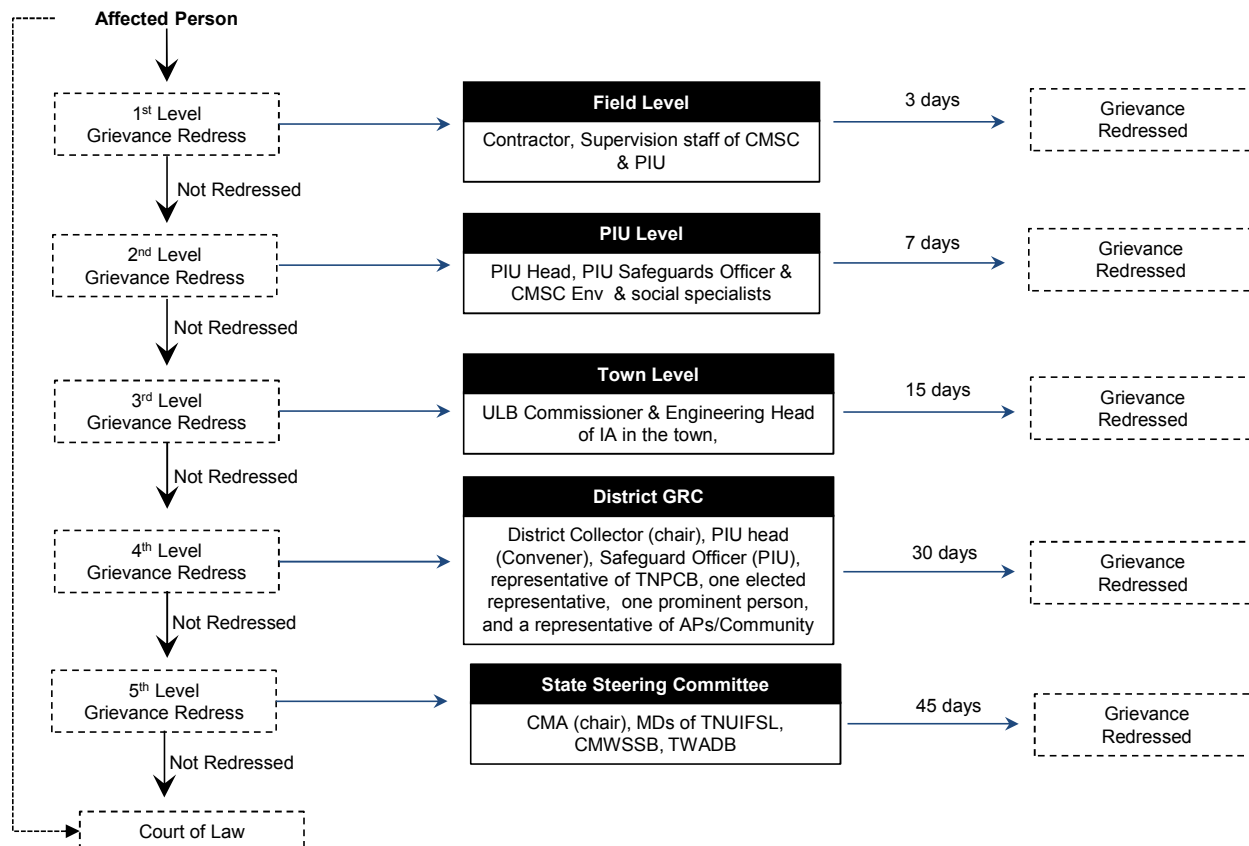 Affected Person
1st Level
Grievance Redress
Field Level
Contractor, Supervision staff of CMSC
& PIU
3 days
Grievance
Redressed
Not Redressed
2nd Level
Grievance Redress
PIU Level
PIU Head, PIU Safeguards Officer &
CMSC Env & social specialists
7 days
Grievance
Redressed
Not Redressed
3rd Level
Grievance Redress
Town Level
ULB Commissioner & Engineering Head
of IA in the town,
15 days
Grievance
Redressed
Not Redressed
4th Level
Grievance Redress
District GRC
District Collector (chair), PIU head
(Convener), Safeguard Officer (PIU),
representative of TNPCB, one elected
representative, one prominent person,
and a representative of APs/Community
30 days
Grievance
Redressed
Not Redressed
5th Level
Grievance Redress
State Steering Committee
CMA (chair), MDs of TNUIFSL,
CMWSSB, TWADB
45 days
Grievance
Redressed
Not Redressed
Court of Law